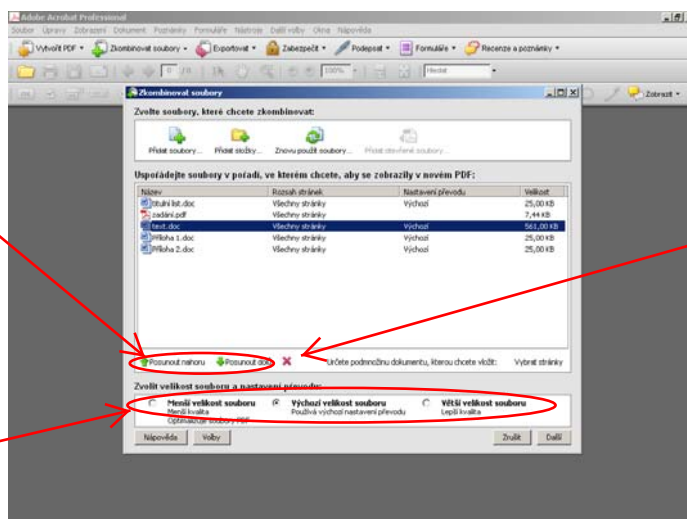 Adobe Acrobat Professional
Soubor Úpravy Zobrazení Dokument Poznámky Formuláře Nástroje Další volby Okna Nápověda
Vytvořit PDF Zkombinovat soubory Exportovat Zabezpečit Podepsat Formuláře Recenze a poznámky
100% Hledat
Zobrazit
Zkombinovat soubory
Zvolte soubory, které chcete zkombinovat:
Přidat soubory... Přidat složky... Znovu použít soubory... Přidat otevřené soubory...
Uspořádejte soubory v pořadí, ve kterém chcete, aby se zobrazily v novém PDF:
Název Rozsah stránek Nastavení převodu Velikost
titulní list.doc Všechny stránky Výchozí 25,00 KB
zadání.pdf Všechny stránky 7,44 KB
text.doc Všechny stránky Výchozí 561,00 KB
Příloha 1.doc Všechny stránky Výchozí 25,00 KB
Příloha 2.doc Všechny stránky Výchozí 25,00 KB
Posunout nahoru Posunout dolů Určete podmnožinu dokumentu, kterou chcete vložit: Vybrat stránky
Zvolit velikost souboru a nastavení převodu:
Menší velikost souboru Výchozí velikost souboru Větší velikost souboru
Menší kvalita Používá výchozí nastavení převodu Lepší kvalita
Optimalizuje soubory PDF
Nápověda Volby Zrušit Další